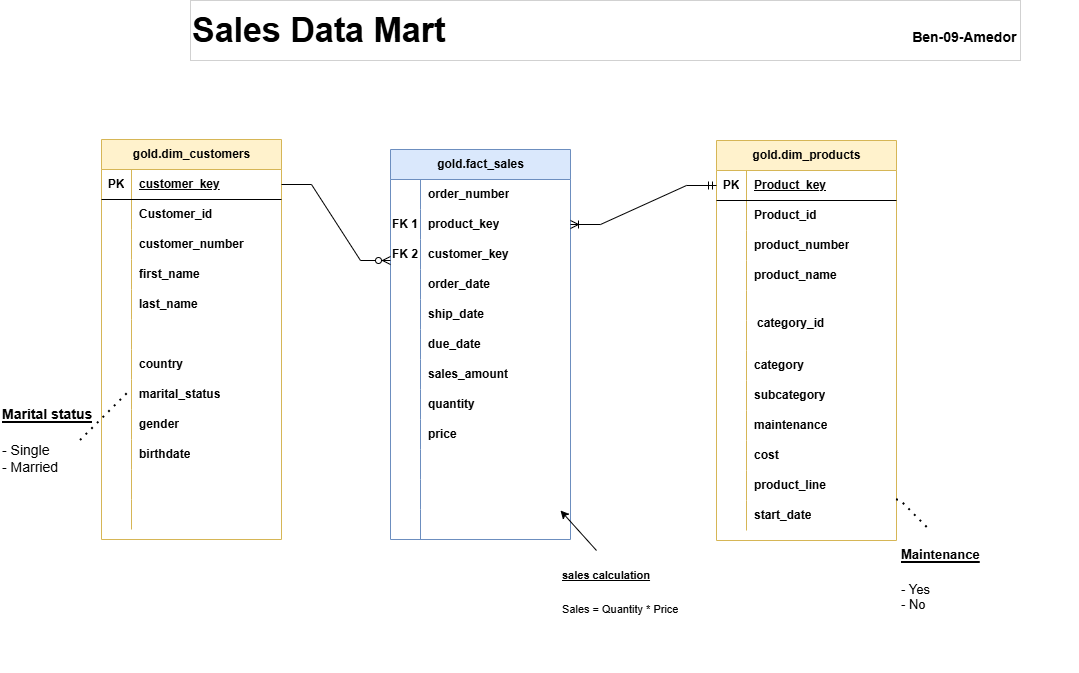 Sales Data Mart
Ben-09-Amedor
gold.dim_customers
PK customer_key
Customer_id
customer_number
first_name
last_name
country
marital_status
gender
birthdate
Marital status
- Single
- Married
gold.fact_sales
order_number
FK 1 product_key
FK 2 customer_key
order_date
ship_date
due_date
sales_amount
quantity
price
sales calculation
Sales = Quantity * Price
gold.dim_products
PK Product_key
Product_id
product_number
product_name
category_id
category
subcategory
maintenance
cost
product_line
start_date
Maintenance
- Yes
- No